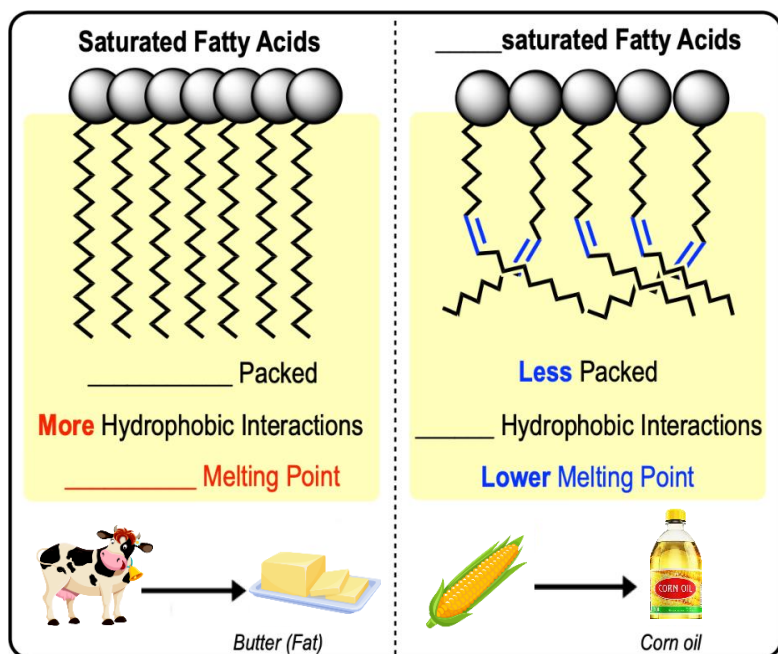 Saturated Fatty Acids
___________ Packed
More Hydrophobic Interactions
__________ Melting Point
Butter (Fat)
_____saturated Fatty Acids
Less Packed
______ Hydrophobic Interactions
Lower Melting Point
CORN OIL
Corn oil